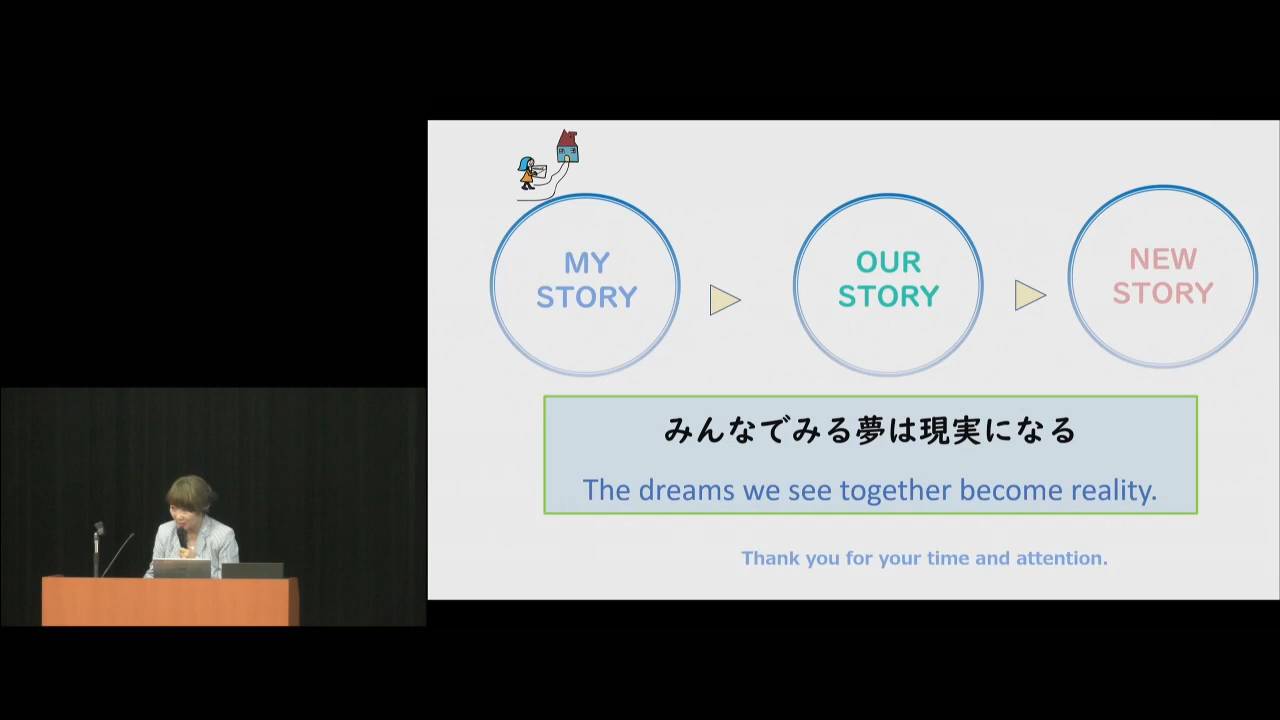 MY
STORY
OUR
STORY
NEW
STORY
みんなでみる夢は現実になる
The dreams we see together become reality.
Thank you for your time and attention.